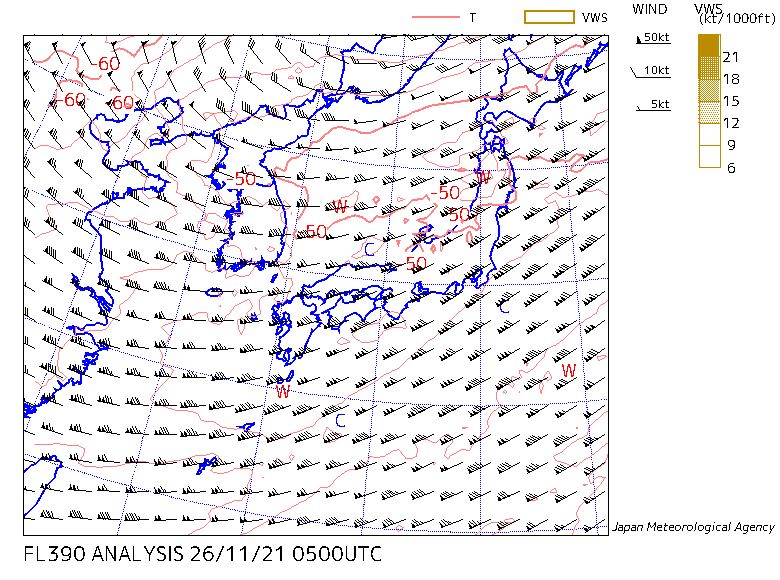 T VWS
WIND
50kt
10kt
5kt
VWS
(kt/1000ft)
21
18
15
12
9
6
-60
-60 -60
-50
W
-50
W
-50
50
C
-50
C
W
W
C
Japan Meteorological Agency
FL390 ANALYSIS 26/11/21 0500UTC